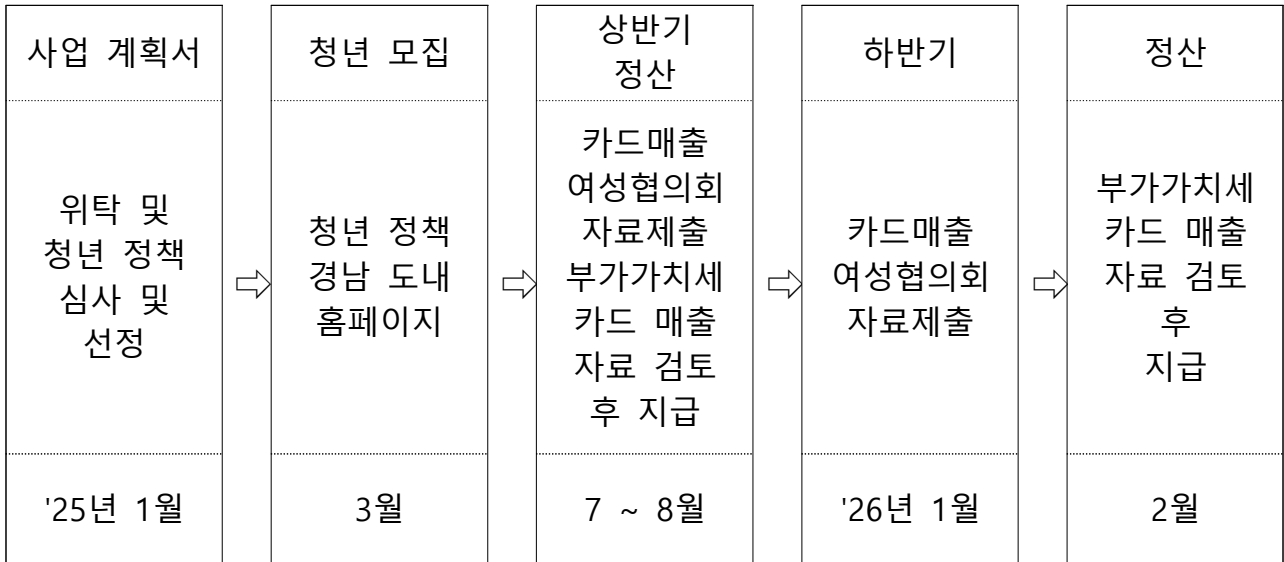 사업 계획서
위탁 및
청년 정책
심사 및
선정
'25년 1월
⇨
청년 모집
청년 정책
경남 도내
홈페이지
3월
⇨
상반기
정산
카드매출
여성협의회
자료제출
부가가치세
카드 매출
자료 검토
후 지급
7 ~ 8월
⇨
하반기
카드매출
여성협의회
자료제출
'26년 1월
⇨
정산
부가가치세
카드 매출
자료 검토
후
지급
2월